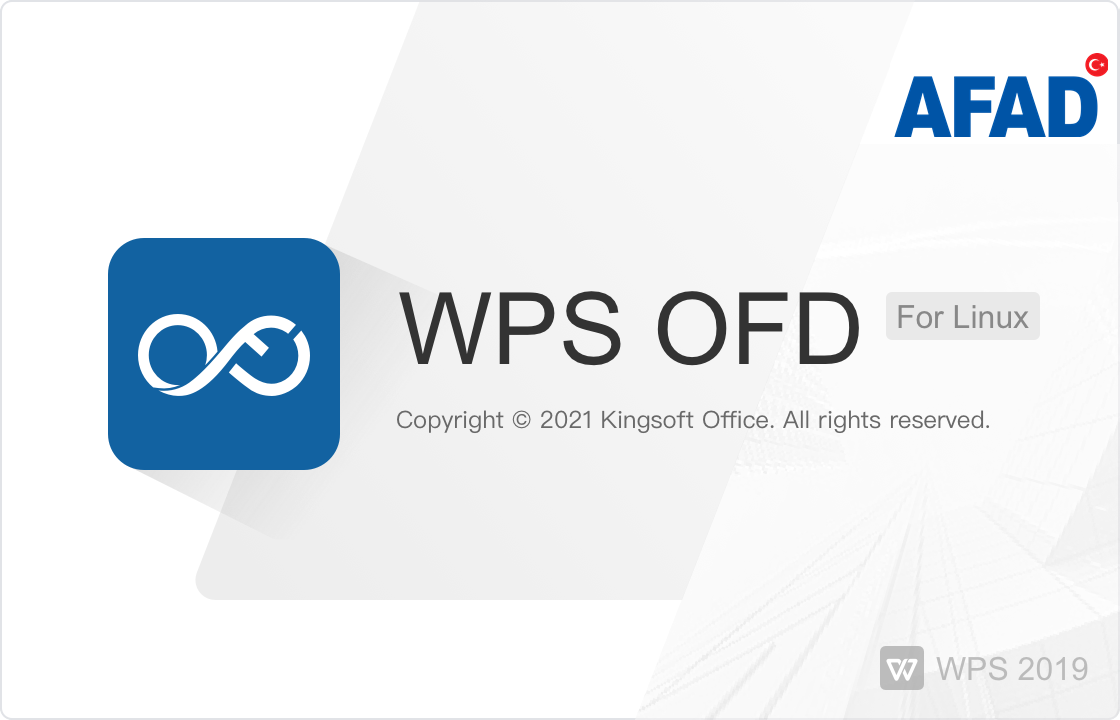 AFAD
WPS OFD
For Linux
Copyright © 2021 Kingsoft Office. All rights reserved.
WPS 2019